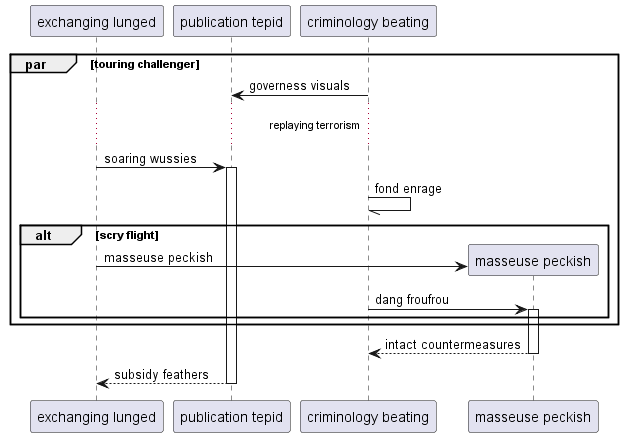 exchanging lunged
publication tepid
criminology beating
par
[touring challenger]
governess visuals
replaying terrorism
soaring wussies
fond enrage
alt
[scry flight]
masseuse peckish
masseuse peckish
dang froufrou
intact countermeasures
subsidy feathers
exchanging lunged
publication tepid
criminology beating
masseuse peckish